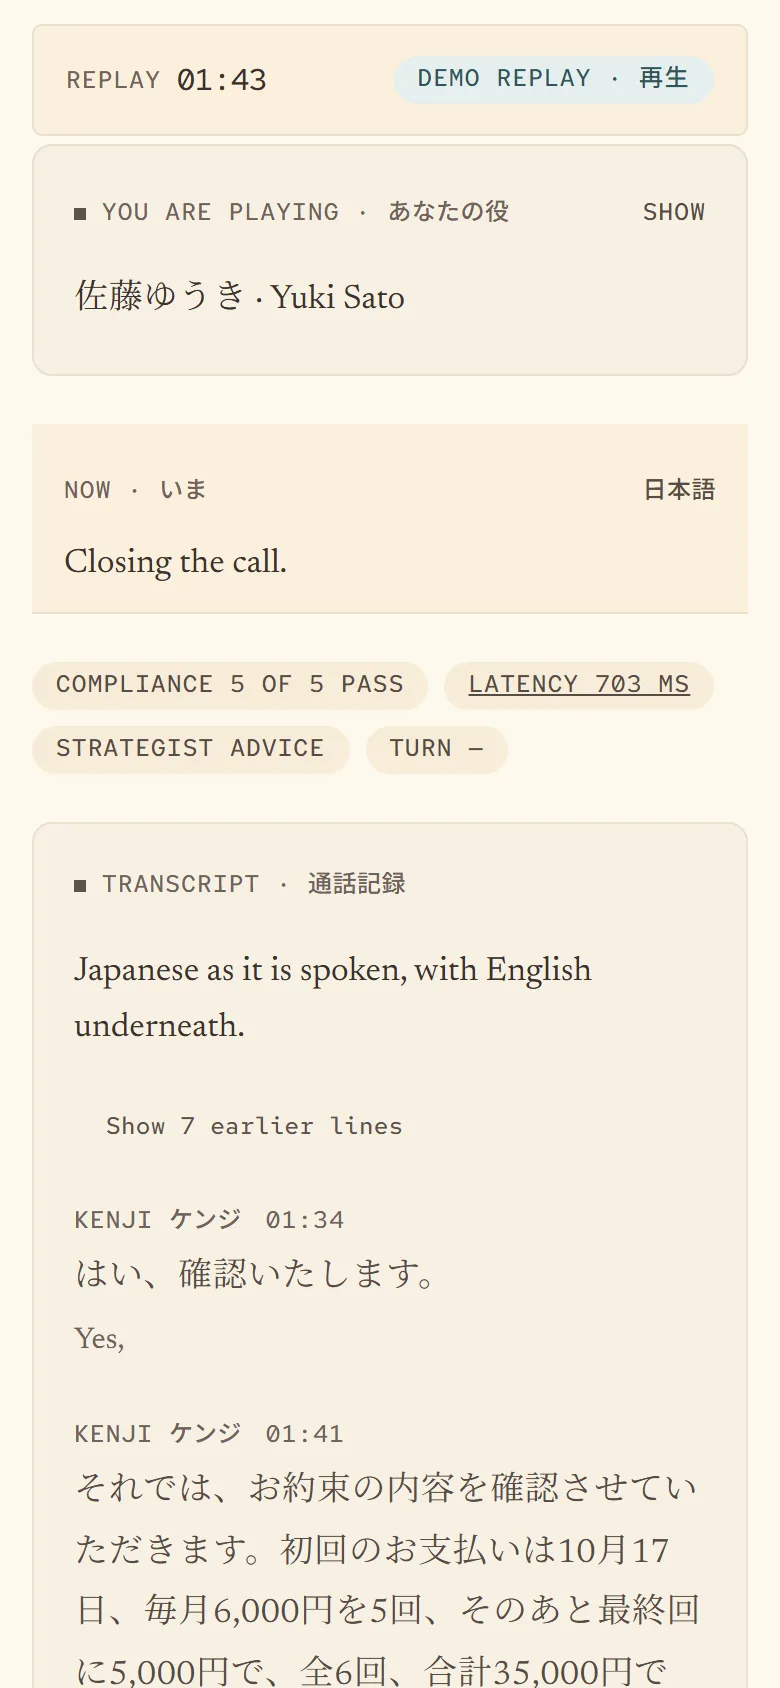 REPLAY 01:43 DEMO REPLAY · 再生
YOU ARE PLAYING · あなたの役 SHOW
佐藤ゆうき · Yuki Sato
NOW · いま 日本語
Closing the call.
COMPLIANCE 5 OF 5 PASS LATENCY 703 MS
STRATEGIST ADVICE TURN —
TRANSCRIPT · 通話記録
Japanese as it is spoken, with English
underneath.
Show 7 earlier lines
KENJI ケンジ 01:34
はい、確認いたします。
Yes,
KENJI ケンジ 01:41
それでは、お約束の内容を確認させてい
ただきます。初回のお支払いは10月17
日、毎月6,000円を5回、そのあと最終回
に5,000円で、全6回、合計35,000円で